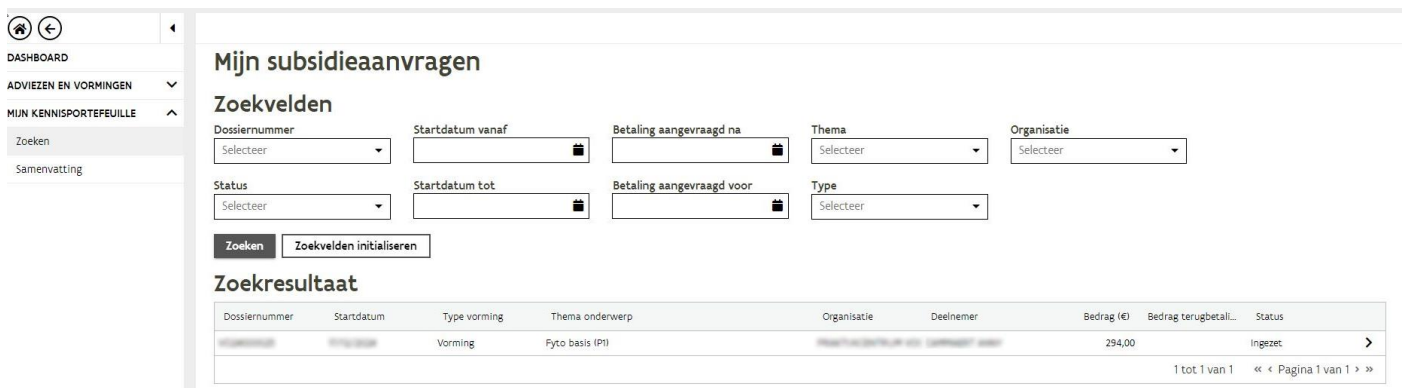 DASHBOARD
ADVIEZEN EN VORMINGEN
MIJN KENNISPORTEFEUILLE
Zoeken
Samenvatting
Mijn subsidieaanvragen
Zoekvelden
Dossiernummer Startdatum vanaf Betaling aangevraagd na Thema Organisatie
Selecteer Selecteer Selecteer
Status Startdatum tot Betaling aangevraagd voor Type
Selecteer Selecteer
Zoeken Zoekvelden initialiseren
Zoekresultaat
Dossiernummer Startdatum Type vorming Thema onderwerp Organisatie Deelnemer Bedrag (€) Bedrag terugbetali... Status
Vorming Fyto basis (P1) 294,00 Ingezet
1 tot 1 van 1 « ‹ Pagina 1 van 1 › »